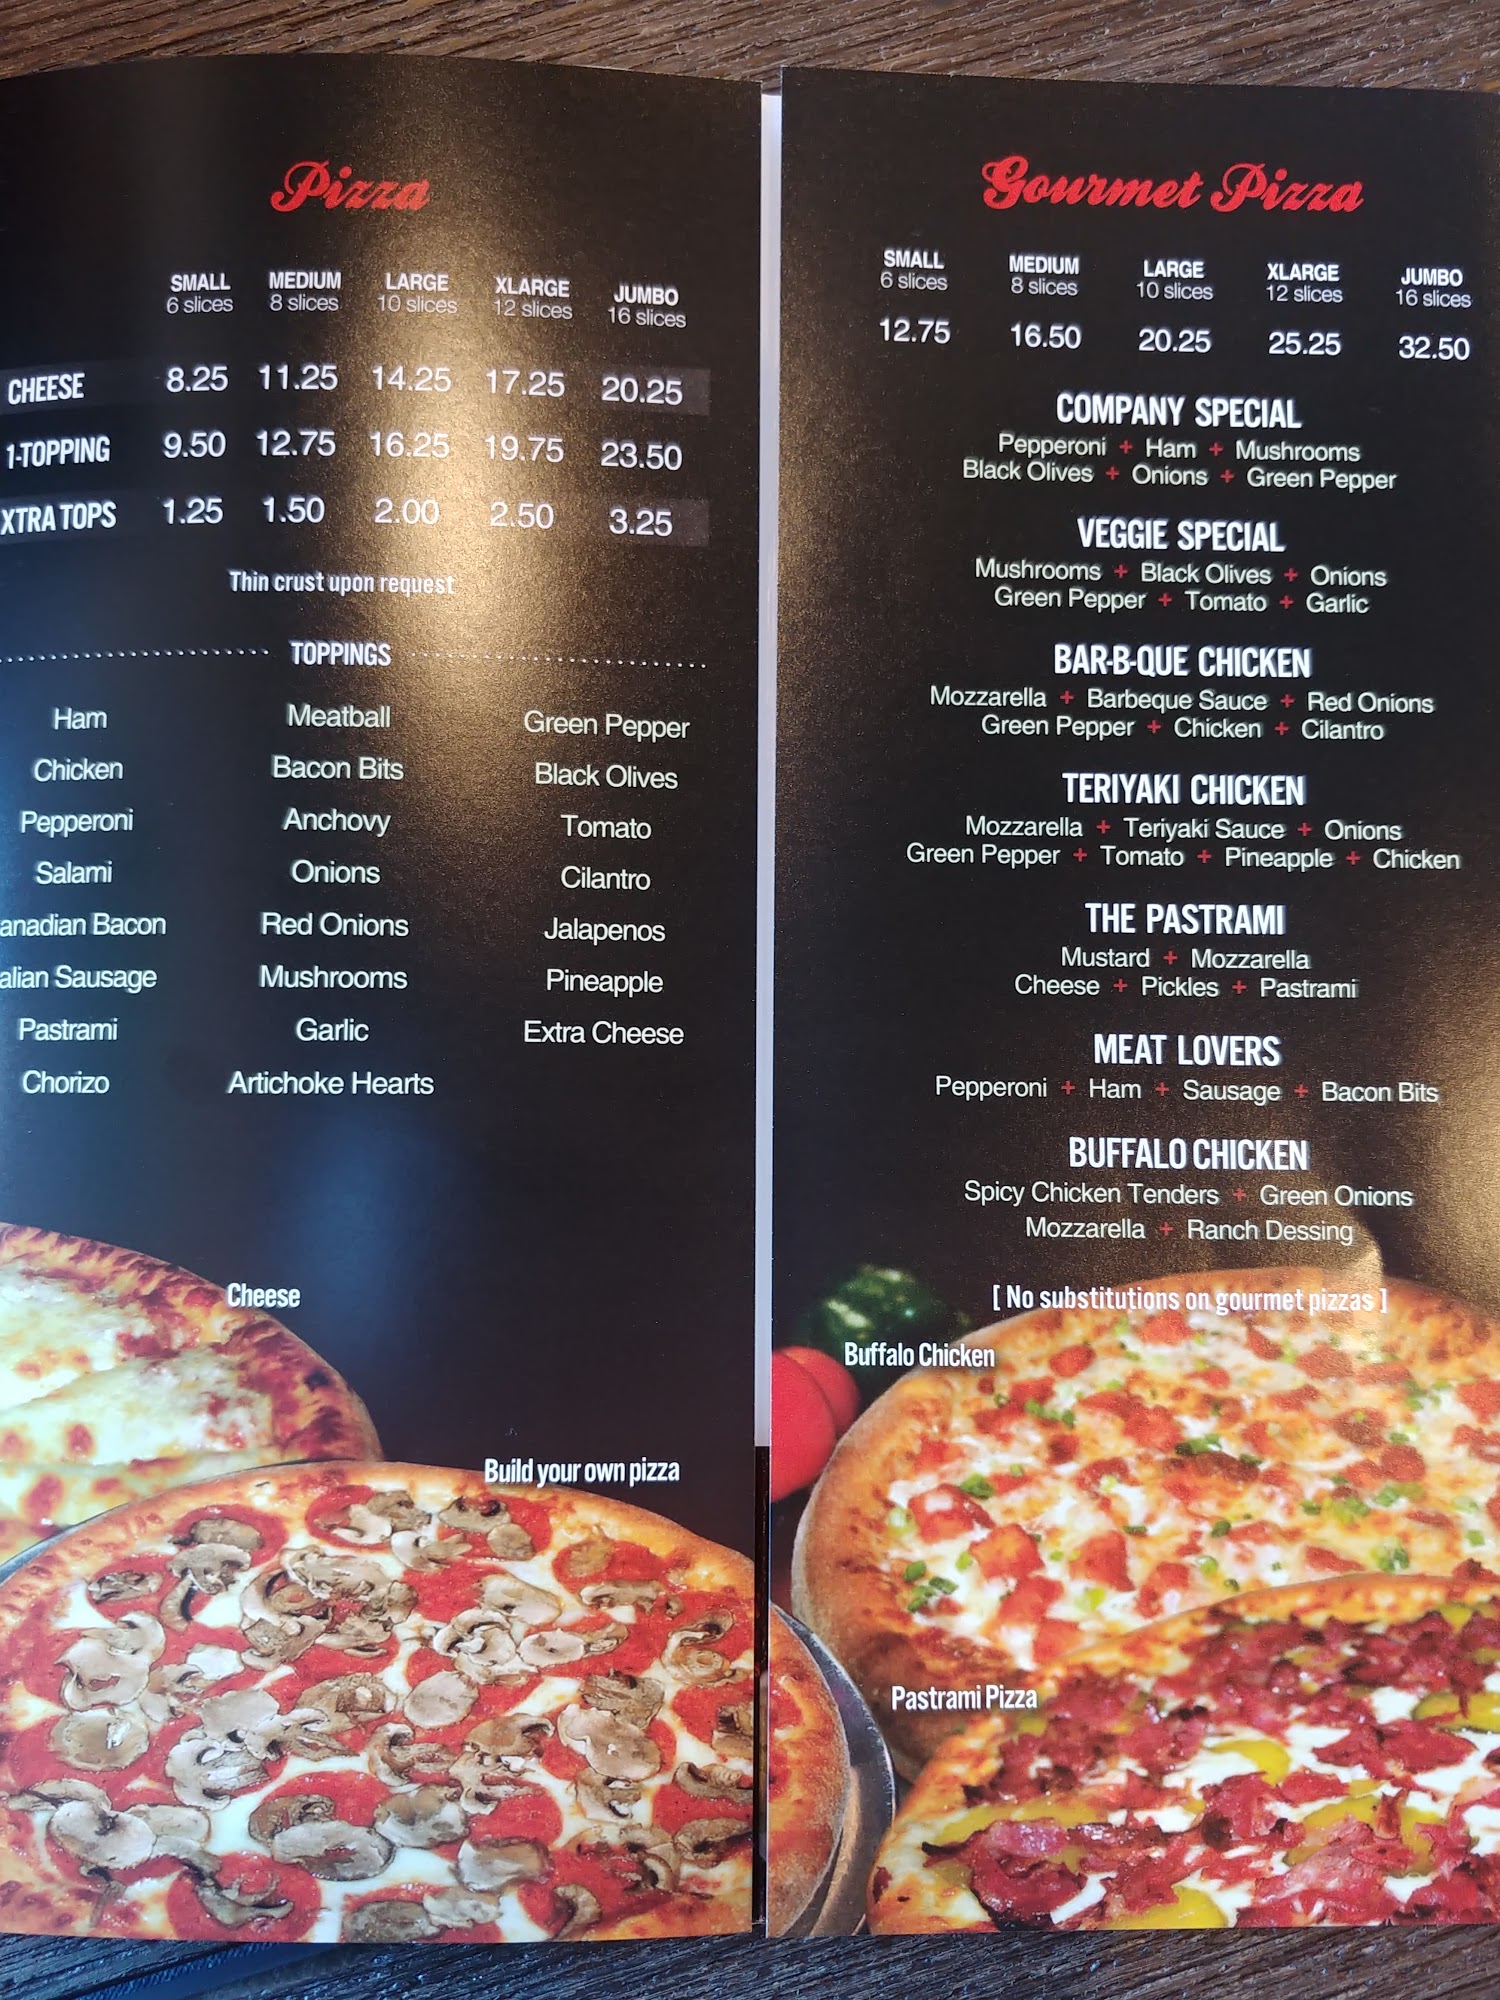 Pizza
SMALL MEDIUM LARGE XLARGE JUMBO
6 slices 8 slices 10 slices 12 slices 16 slices
CHEESE 8.25 11.25 14.25 17.25 20.25
1-TOPPING 9.50 12.75 16.25 19.75 23.50
XTRA TOPS 1.25 1.50 2.00 2.50 3.25
Thin crust upon request
TOPPINGS
Ham Meatball Green Pepper
Chicken Bacon Bits Black Olives
Pepperoni Anchovy Tomato
Salami Onions Cilantro
anadian Bacon Red Onions Jalapenos
alian Sausage Mushrooms Pineapple
Pastrami Garlic Extra Cheese
Chorizo Artichoke Hearts
Cheese
Build your own pizza
Gourmet Pizza
SMALL MEDIUM LARGE XLARGE JUMBO
6 slices 8 slices 10 slices 12 slices 16 slices
12.75 16.50 20.25 25.25 32.50
COMPANY SPECIAL
Pepperoni + Ham + Mushrooms
Black Olives + Onions + Green Pepper
VEGGIE SPECIAL
Mushrooms + Black Olives + Onions
Green Pepper + Tomato + Garlic
BAR-B-QUE CHICKEN
Mozzarella + Barbeque Sauce + Red Onions
Green Pepper + Chicken + Cilantro
TERIYAKI CHICKEN
Mozzarella + Teriyaki Sauce + Onions
Green Pepper + Tomato + Pineapple + Chicken
THE PASTRAMI
Mustard + Mozzarella
Cheese + Pickles + Pastrami
MEAT LOVERS
Pepperoni + Ham + Sausage + Bacon Bits
BUFFALO CHICKEN
Spicy Chicken Tenders + Green Onions
Mozzarella + Ranch Dessing
[ No substitutions on gourmet pizzas ]
Buffalo Chicken
Pastrami Pizza